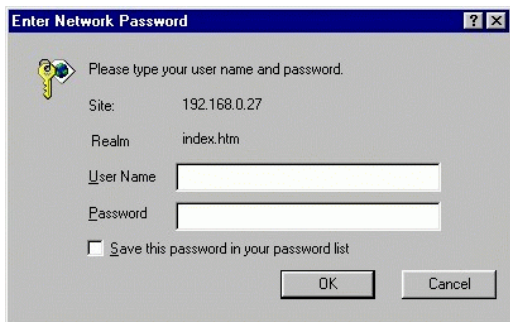 Enter Network Password
Please type your user name and password.
Site: 192.168.0.27
Realm index.htm
User Name
Password
Save this password in your password list
OK Cancel